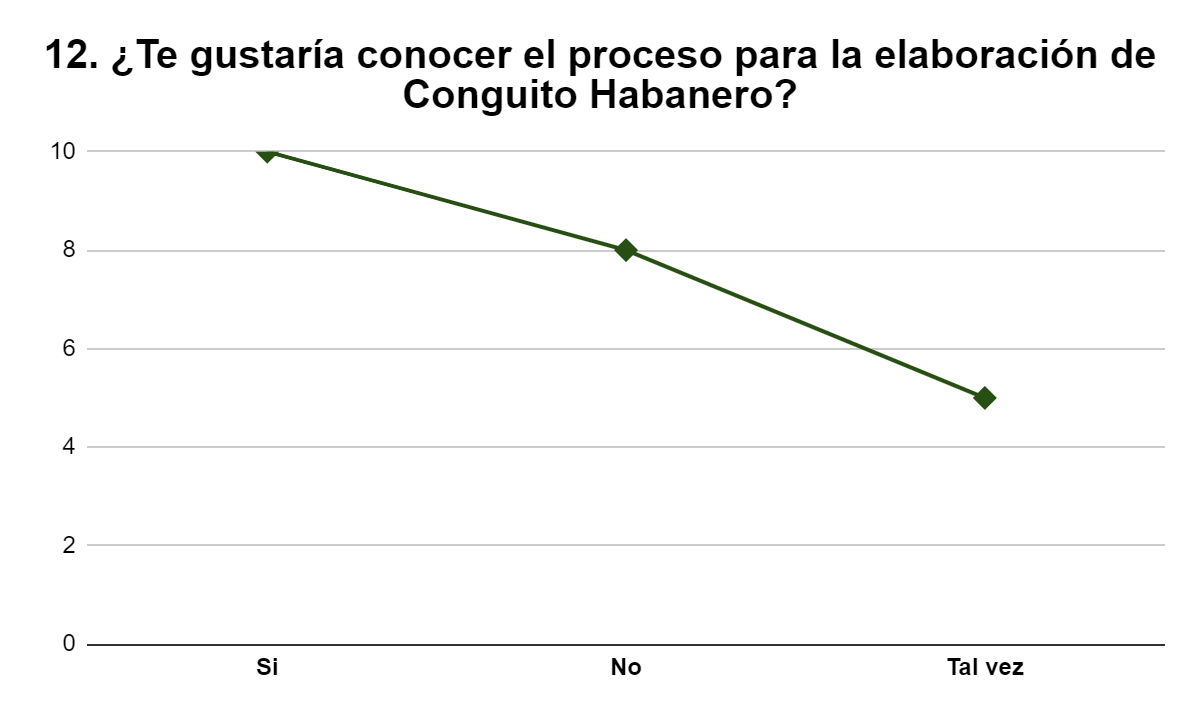 12. ¿Te gustaría conocer el proceso para la elaboración de
Conguito Habanero?
10
8
6
4
2
0
Si No Tal vez